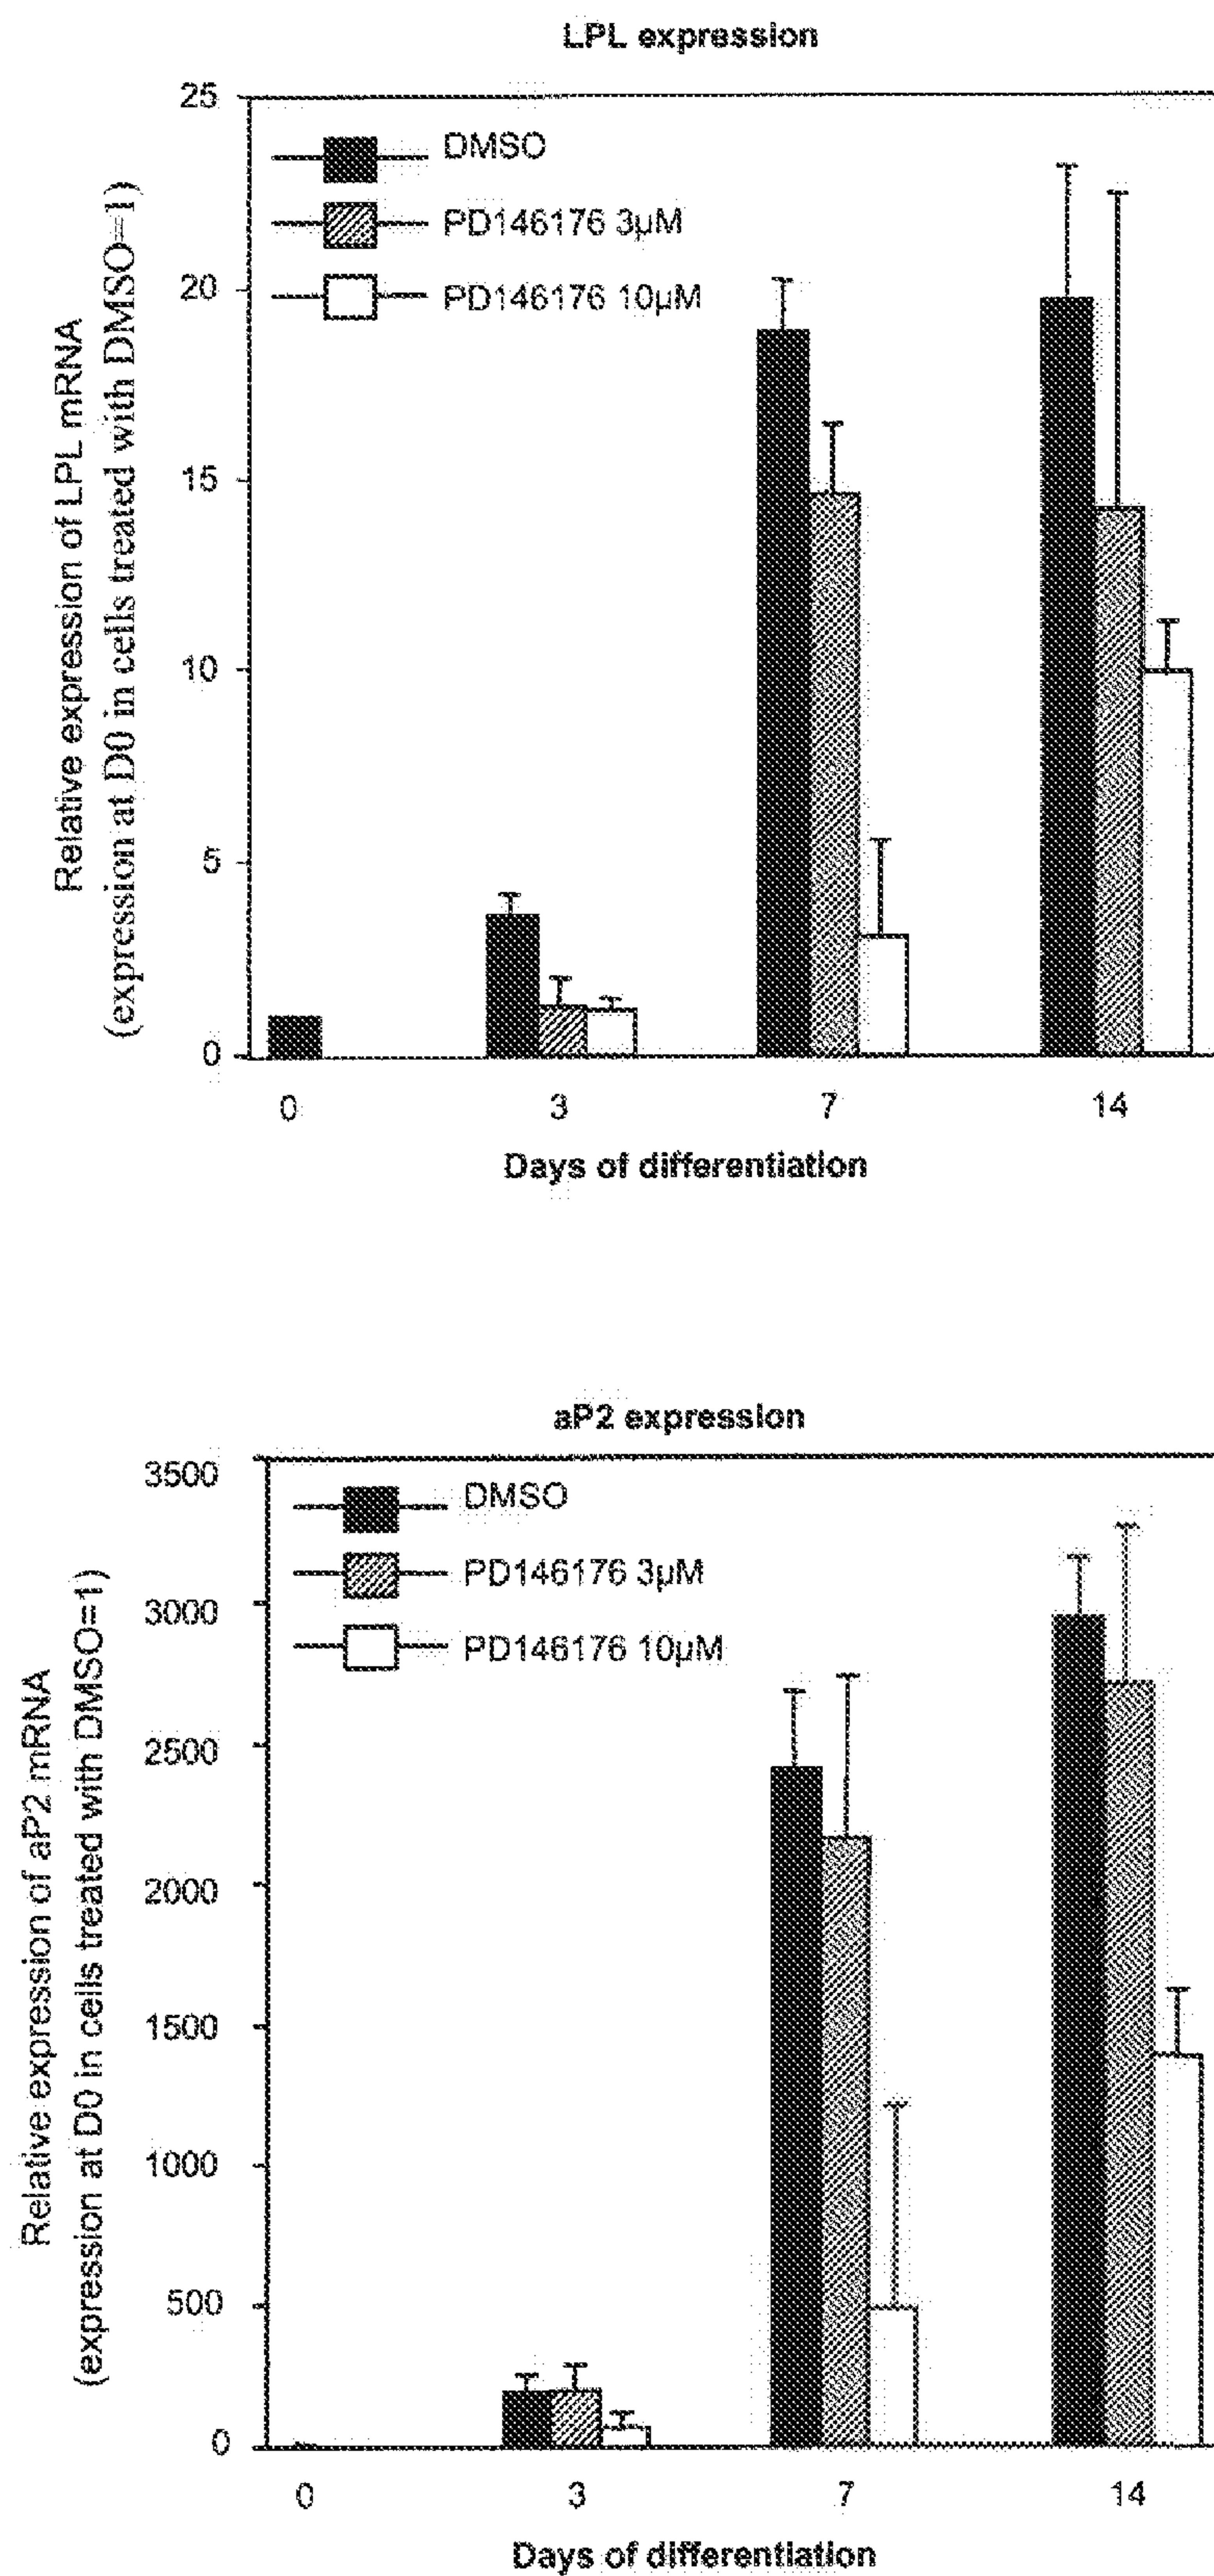 LPL expression
Relative expression of LPL mRNA
(expression at D0 in cells treated with DMSO=1)
25
20
15
10
5
0
DMSO
PD146176 3µM
PD146176 10µM
0 3 7 14
Days of differentiation
aP2 expression
Relative expression of aP2 mRNA
(expression at D0 in cells treated with DMSO=1)
3500
3000
2500
2000
1500
1000
500
0
DMSO
PD146176 3µM
PD146176 10µM
0 3 7 14
Days of differentiation